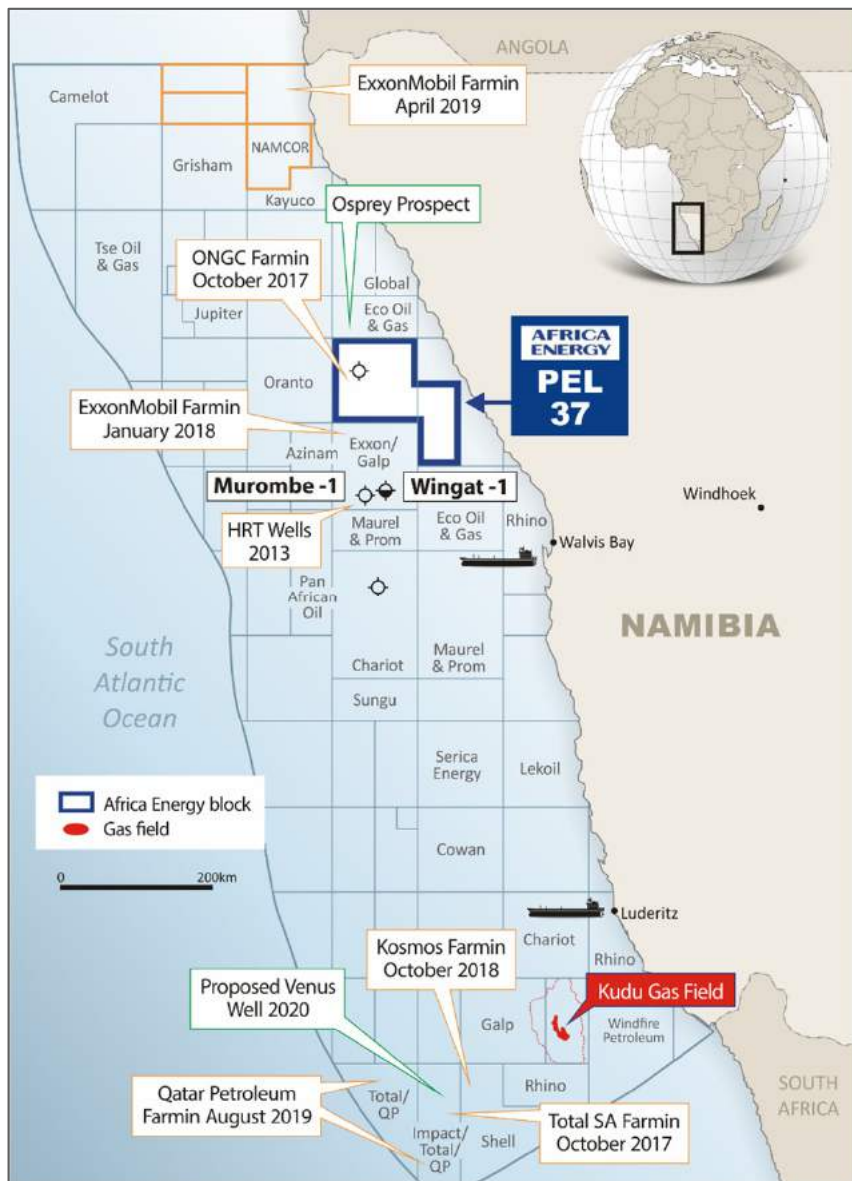 ANGOLA
Camelot
ExxonMobil Farmin
April 2019
Grisham
NAMCOR
Kayuco
Osprey Prospect
Tse Oil
& Gas
ONGC Farmin
October 2017
Global
Jupiter
Eco Oil
& Gas
AFRICA
ENERGY
PEL
37
Oranto
ExxonMobil Farmin
January 2018
Azinam
Exxon/
Galp
Murombe -1
Wingat -1
Windhoek
HRT Wells
2013
Maurel
& Prom
Eco Oil
& Gas
Rhino
Walvis Bay
Pan
African
Oil
NAMIBIA
South
Atlantic
Ocean
Chariot
Maurel
& Prom
Sungu
Serica
Energy
Lekoil
Africa Energy block
Gas field
0
200km
Cowan
Luderitz
Chariot
Rhino
Kosmos Farmin
October 2018
Proposed Venus
Well 2020
Kudu Gas Field
Galp
Windfire
Petroleum
Qatar Petroleum
Farmin August 2019
Total/
QP
Rhino
SOUTH
AFRICA
Impact/
Total/
QP
Shell
Total SA Farmin
October 2017